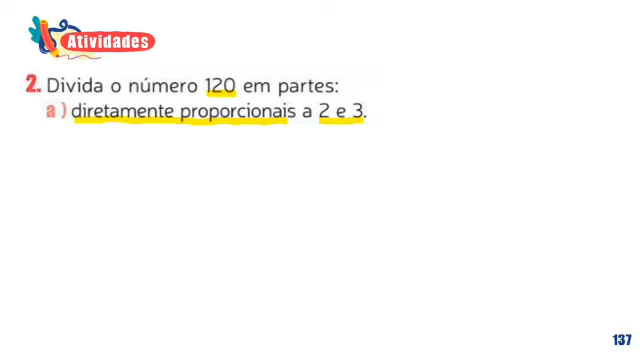 Atividades
2. Divida o número 120 em partes:
a) diretamente proporcionais a 2 e 3.
137